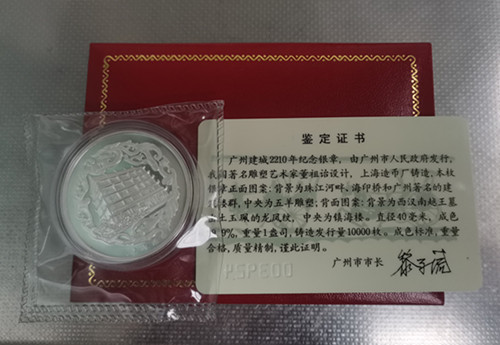 鉴定证书
广州建城2210年纪念银章,由广州市人民政府发行,
我国著名雕塑艺术家董祖诒设计,上海造币厂铸造。本枚
银章正面图案:背景为珠江河畔、海印桥和广州著名的建
筑群,中央为五羊雕塑;背面图案:背景为西汉南越王墓
出土玉珮的龙凤纹,中央为镇海楼。直径40毫米,成色
9%,重量1盎司,铸造发行量10000枚。成色标准,重量
合格,质量精制,谨此证明。
广州市市长